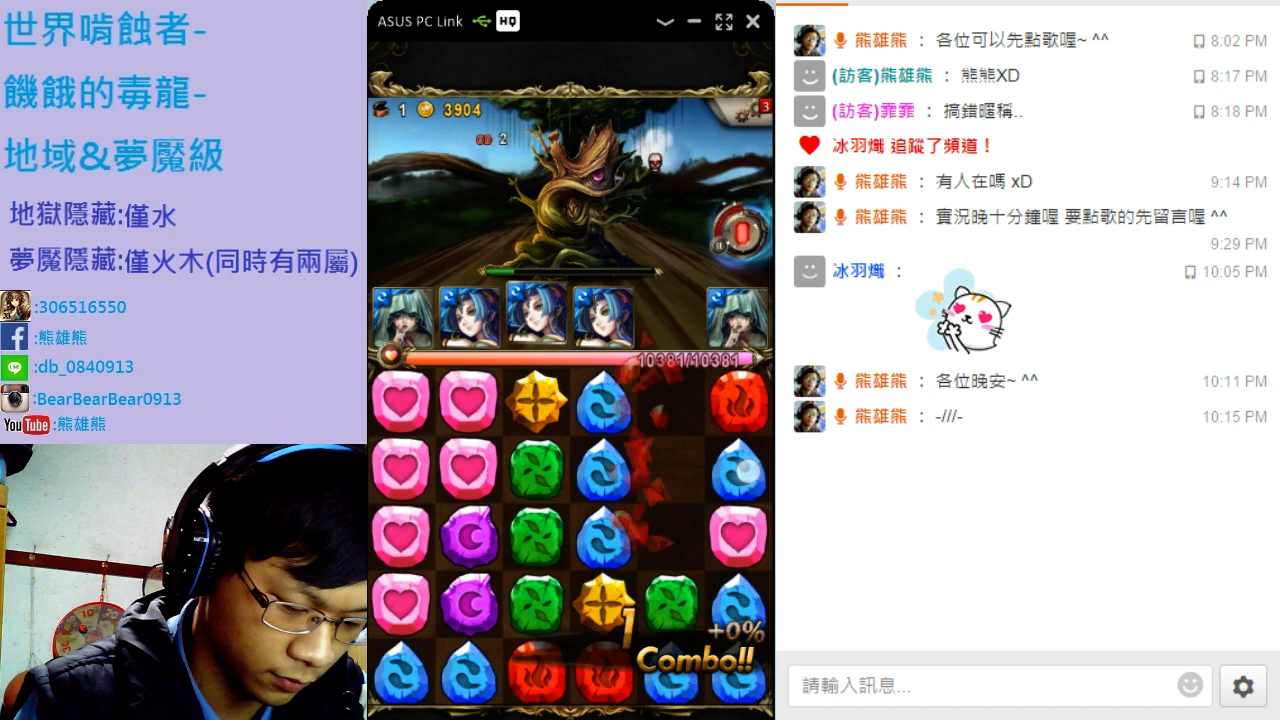 世界啃蝕者-
饑餓的毒龍-
地域&夢魘級
地獄隱藏:僅水
夢魘隱藏:僅火木(同時有兩屬)
:306516550
:熊雄熊
LINE
:db_0840913
:BearBearBear0913
YouTube :熊雄熊
ASUS PC Link HQ
1 3904
3
CD 2
10381/10381
1
+0%
Combo!!
熊雄熊 : 各位可以先點歌喔~ ^^ 8:02 PM
(訪客)熊雄熊 : 熊熊XD 8:17 PM
(訪客)霏霏 : 搞錯暱稱.. 8:18 PM
冰羽熾 追蹤了頻道!
熊雄熊 : 有人在嗎 xD 9:14 PM
熊雄熊 : 實況晚十分鐘喔 要點歌的先留言喔 ^^
9:29 PM
冰羽熾 : 10:05 PM
熊雄熊 : 各位晚安~ ^^ 10:11 PM
熊雄熊 : -///- 10:15 PM
請輸入訊息...